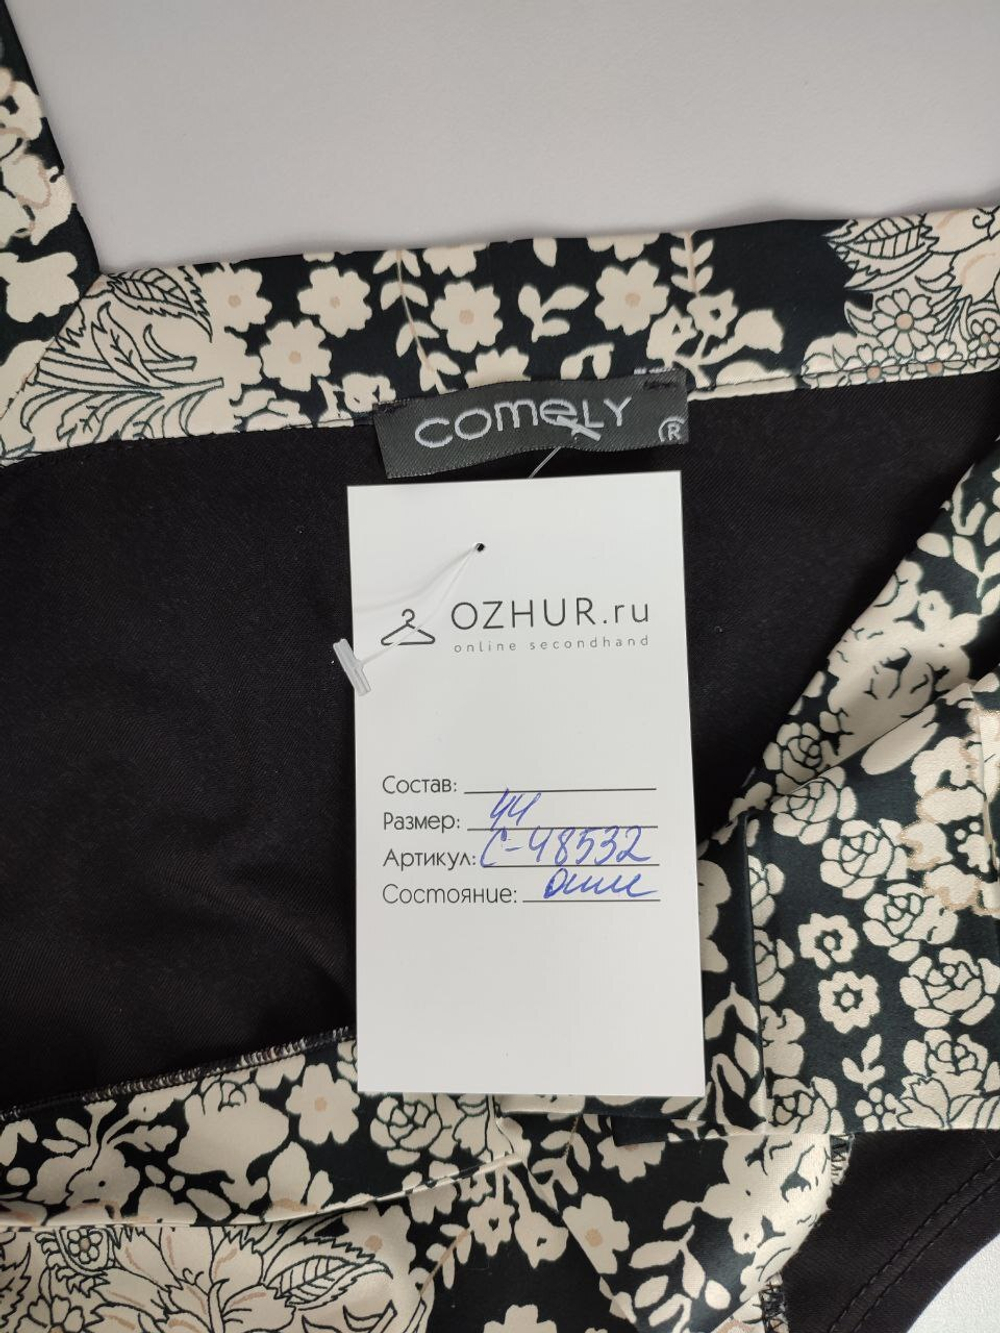 COMELY
®
OZHUR.ru
online secondhand
Состав:
Размер: 44
Артикул: С-48532
Состояние: отл